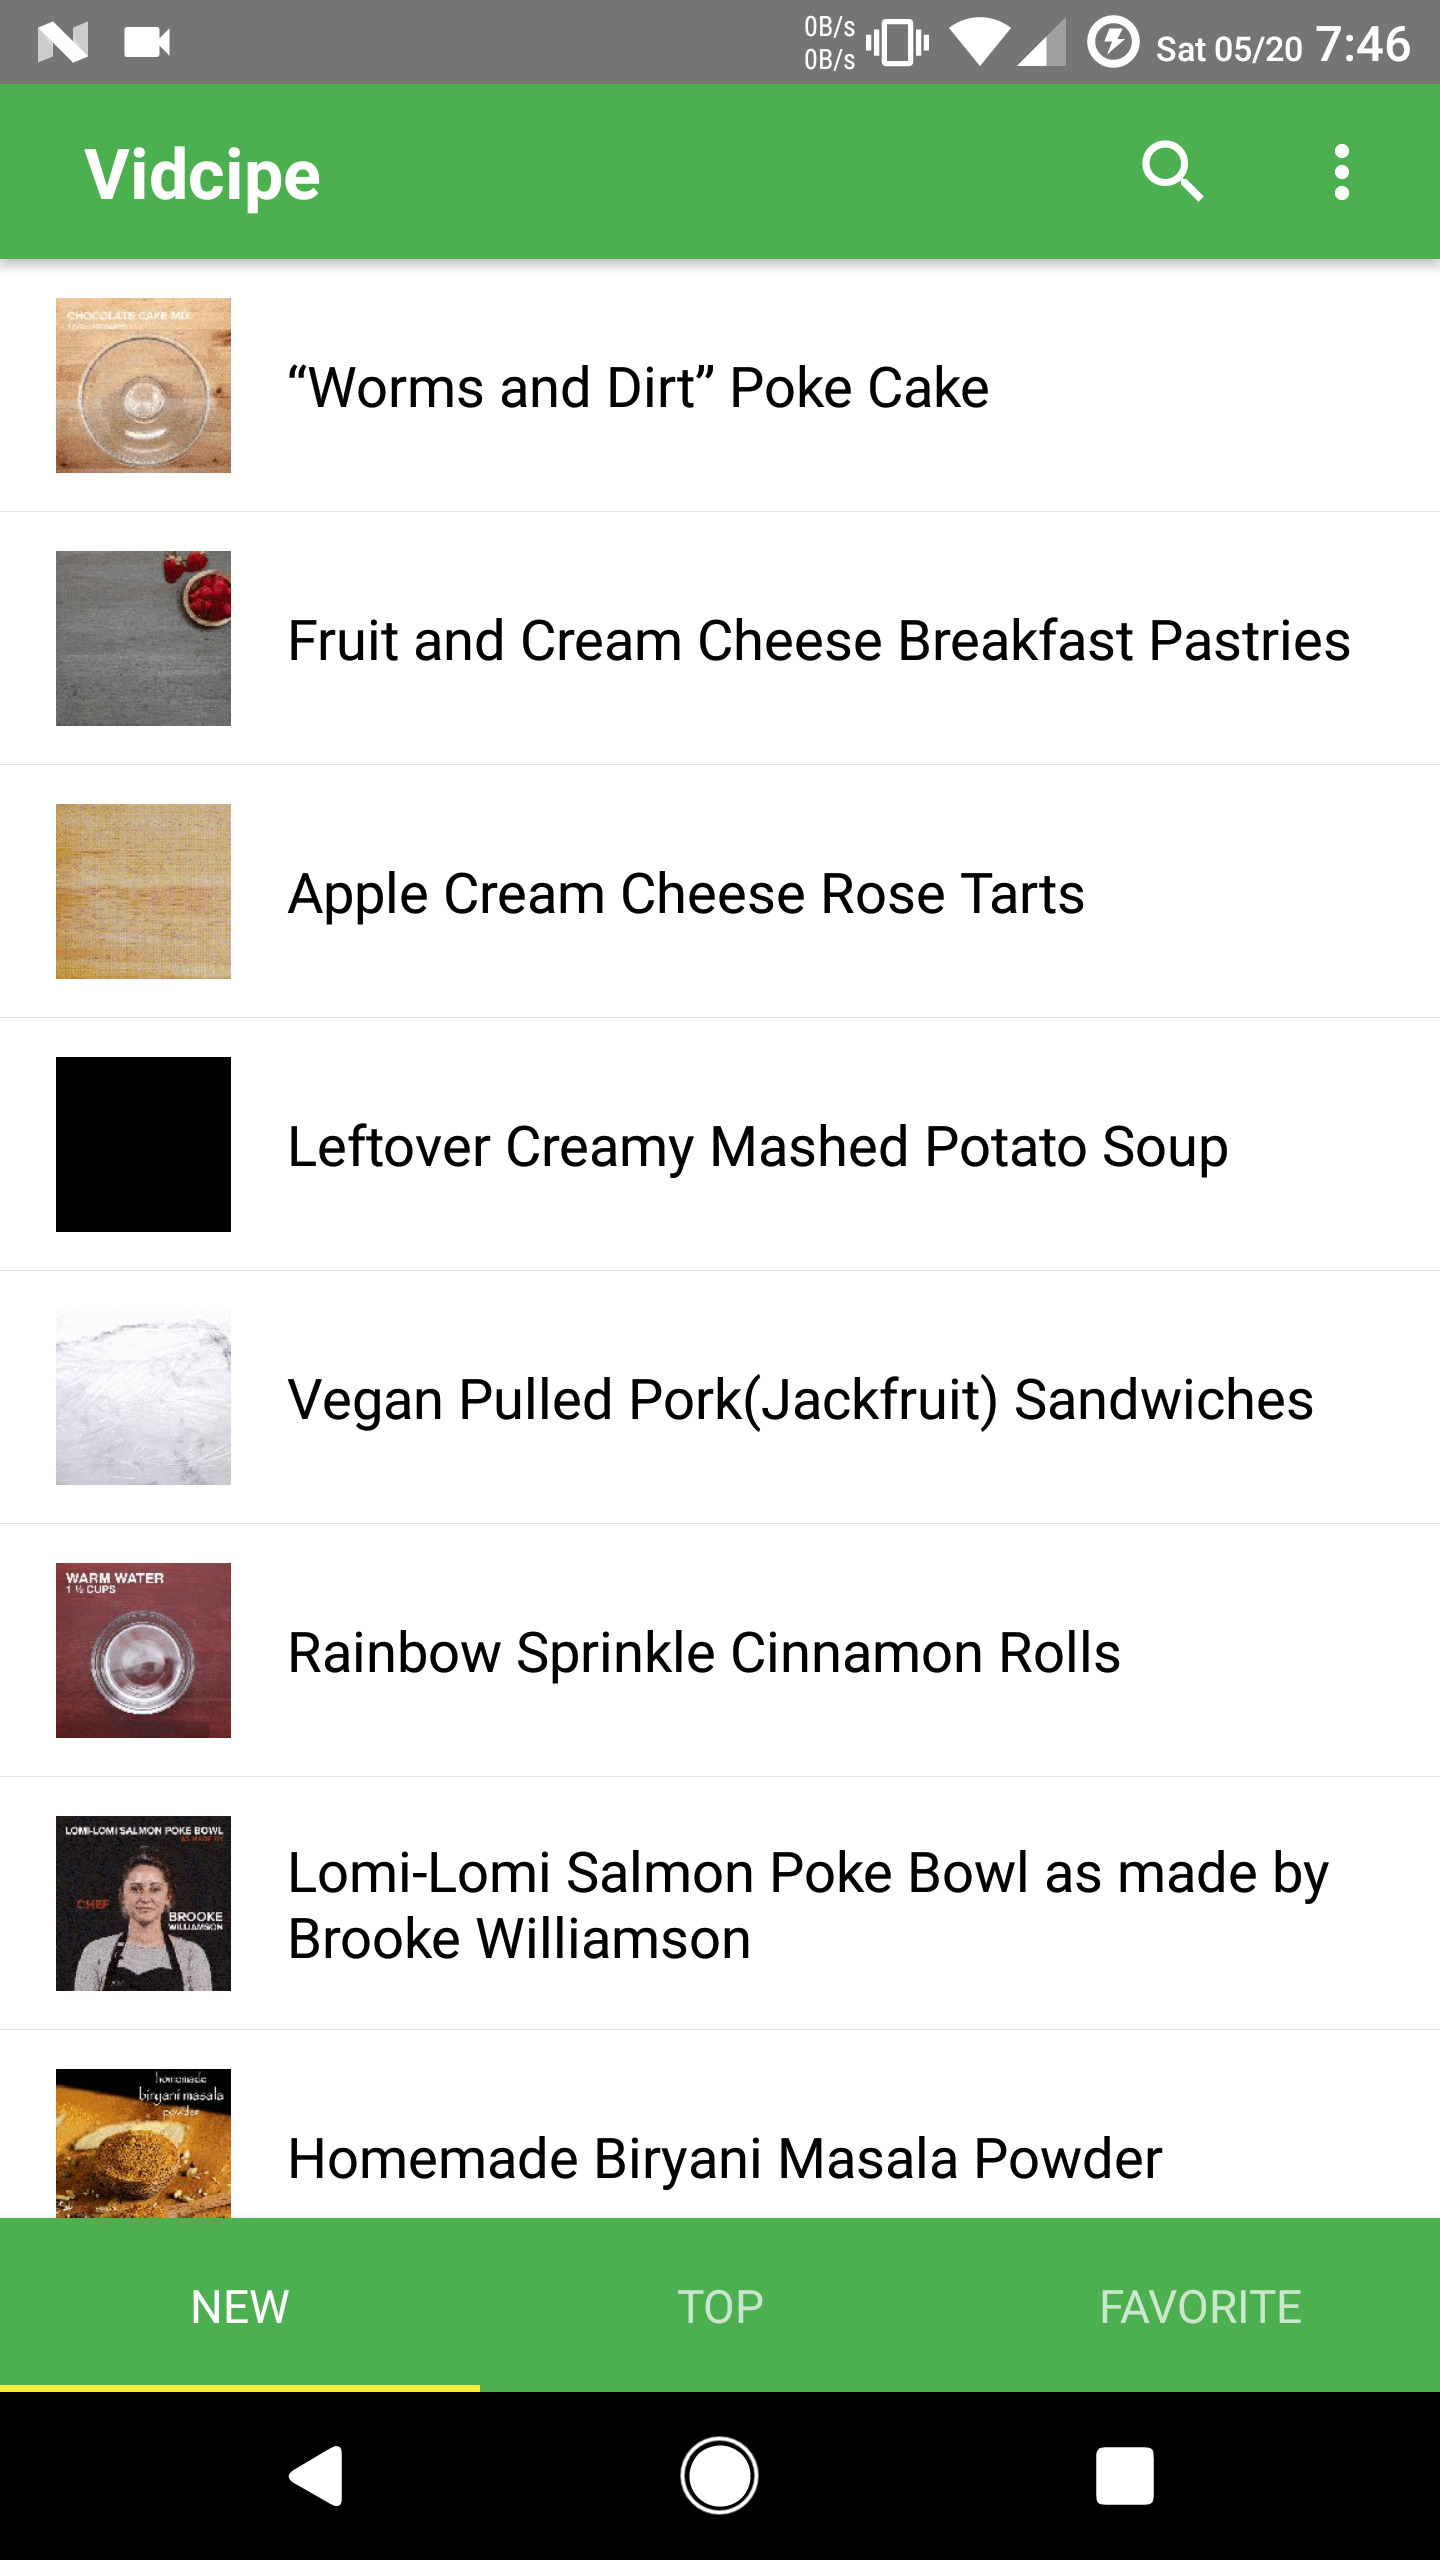 0B/s
0B/s
Sat 05/20 7:46
Vidcipe
CHOCOLATE CAKE MIX
“Worms and Dirt” Poke Cake
Fruit and Cream Cheese Breakfast Pastries
Apple Cream Cheese Rose Tarts
Leftover Creamy Mashed Potato Soup
Vegan Pulled Pork(Jackfruit) Sandwiches
WARM WATER
1 ½ CUPS
Rainbow Sprinkle Cinnamon Rolls
LOMI-LOMI SALMON POKE BOWL
AS MADE BY
CHEF
BROOKE
WILLIAMSON
Lomi-Lomi Salmon Poke Bowl as made by
Brooke Williamson
homemade
biryani masala
powder
Homemade Biryani Masala Powder
NEW
TOP
FAVORITE